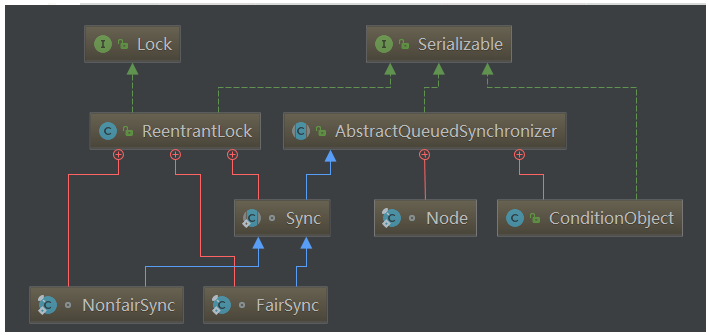 I Lock
I Serializable
C ReentrantLock
C AbstractQueuedSynchronizer
C Sync
C Node
C ConditionObject
C NonfairSync
C FairSync